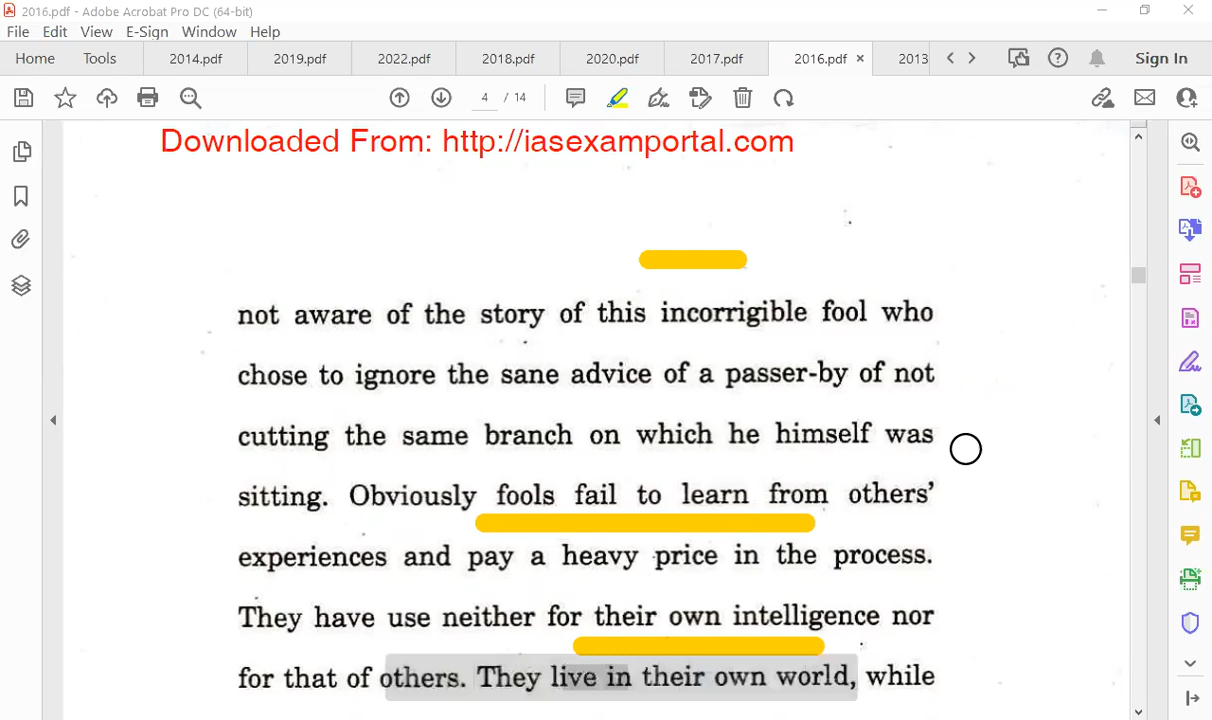 2016.pdf - Adobe Acrobat Pro DC (64-bit)
File Edit View E-Sign Window Help
Home Tools 2014.pdf 2019.pdf 2022.pdf 2018.pdf 2020.pdf 2017.pdf 2016.pdf × 2013 Sign In
4 / 14
Downloaded From: http://iasexamportal.com
not aware of the story of this incorrigible fool who
chose to ignore the sane advice of a passer-by of not
cutting the same branch on which he himself was
sitting. Obviously fools fail to learn from others’
experiences and pay a heavy price in the process.
They have use neither for their own intelligence nor
for that of others. They live in their own world, while